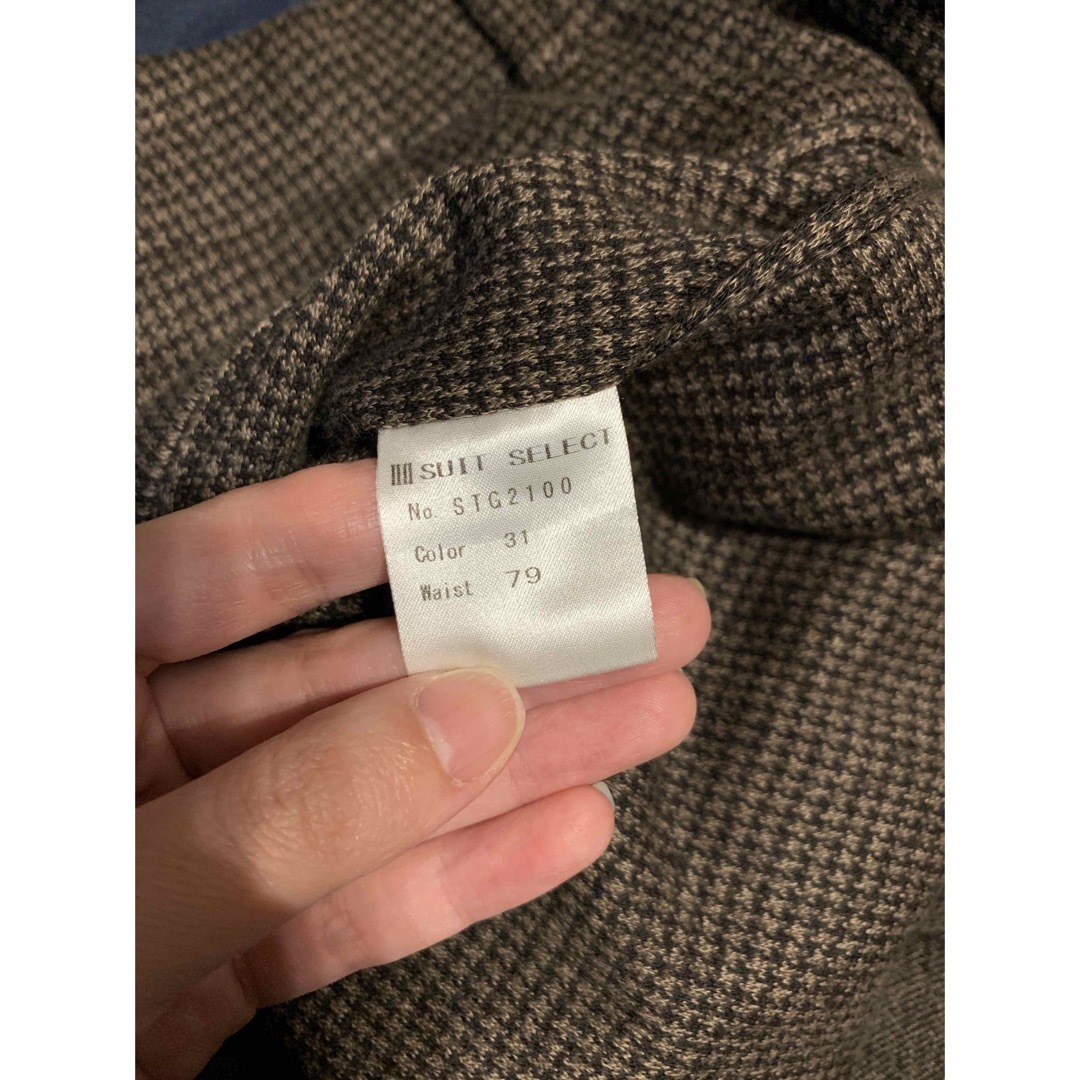 SUIT SELECT
No. STG2100
Color 31
Waist 79